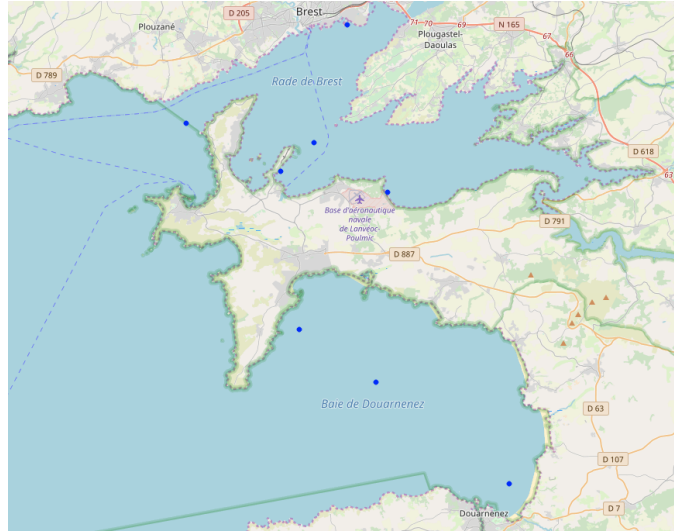 D 205
Brest
71
70
69
N 165
67
Plouzané
Plougastel-
Daoulas
66
D 789
Rade de Brest
D 618
63
Base d'aéronautique
navale
de Lanvéoc-
Poulmic
D 791
D 887
Baie de Douarnenez
D 63
D 107
Douarnenez
D 7